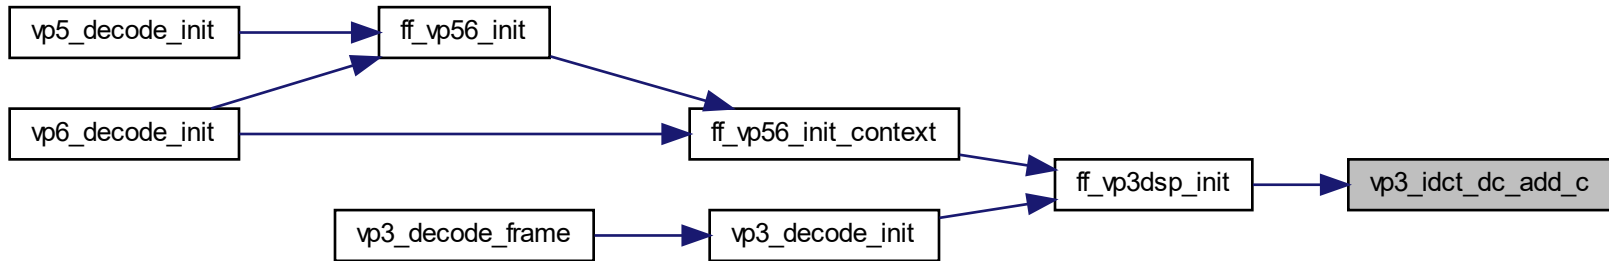 vp5_decode_init
ff_vp56_init
vp6_decode_init
ff_vp56_init_context
ff_vp3dsp_init
vp3_idct_dc_add_c
vp3_decode_frame
vp3_decode_init